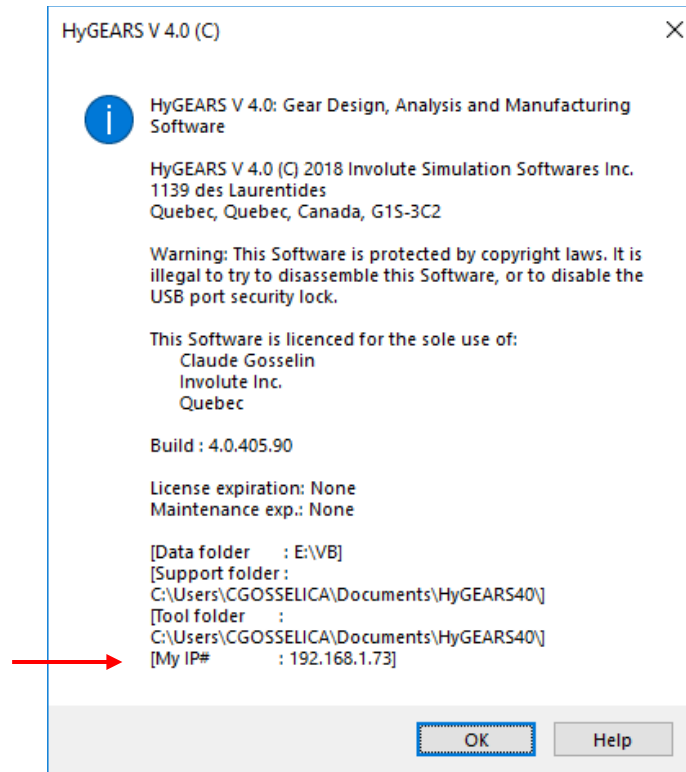 HyGEARS V 4.0 (C)
HyGEARS V 4.0: Gear Design, Analysis and Manufacturing
Software
HyGEARS V 4.0 (C) 2018 Involute Simulation Softwares Inc.
1139 des Laurentides
Quebec, Quebec, Canada, G1S-3C2
Warning: This Software is protected by copyright laws. It is
illegal to try to disassemble this Software, or to disable the
USB port security lock.
This Software is licenced for the sole use of:
Claude Gosselin
Involute Inc.
Quebec
Build : 4.0.405.90
License expiration: None
Maintenance exp.: None
[Data folder : E:\VB]
[Support folder :
C:\Users\CGOSSELICA\Documents\HyGEARS40\]
[Tool folder :
C:\Users\CGOSSELICA\Documents\HyGEARS40\]
[My IP# : 192.168.1.73]
OK Help